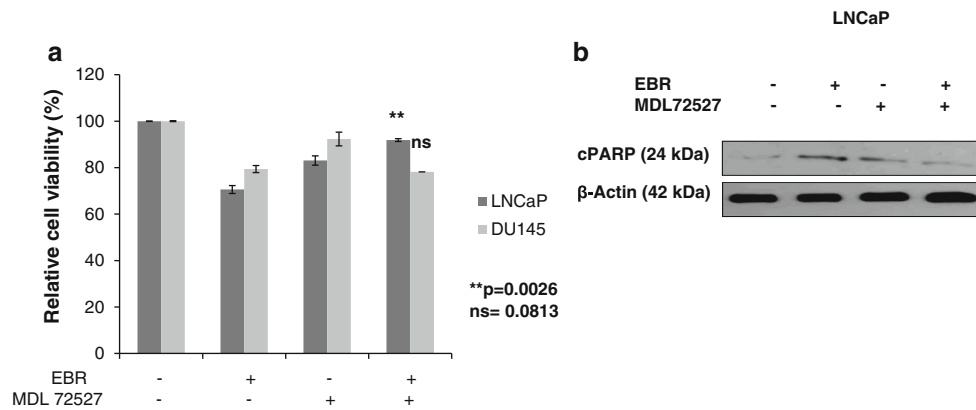 LNCaP
a
b
Relative cell viability (%)
120
100
80
60
40
20
0
**
ns
LNCaP
DU145
**p=0.0026
ns= 0.0813
EBR - + - +
MDL 72527 - - + +
EBR - + - +
MDL72527 - - + +
cPARP (24 kDa)
β-Actin (42 kDa)